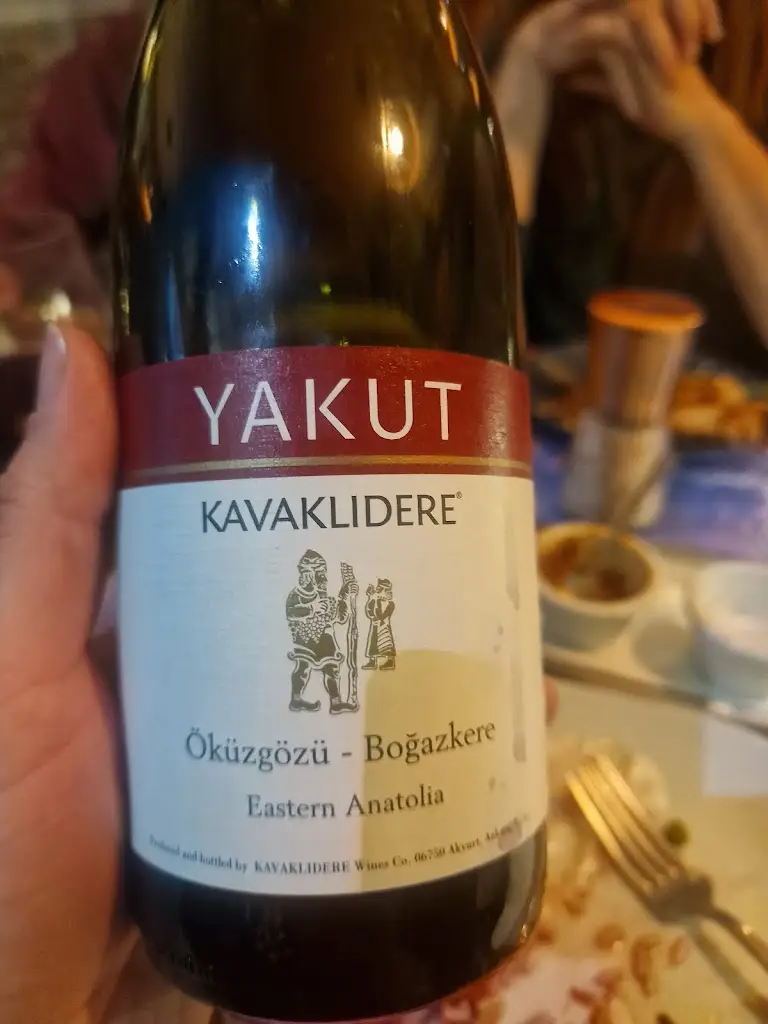 YAKUT
KAVAKLIDERE®
Öküzgözü - Boğazkere
Eastern Anatolia
Produced and bottled by KAVAKLIDERE Wines Co. 06750 Akyurt,